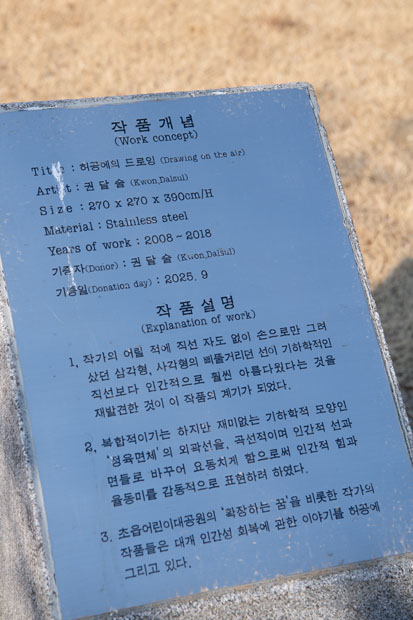 작품개념
(Work concept)
Title : 허공에의 드로잉 (Drawing on the air)
Artist : 권 달 술 (Kwon,Dalsul)
Size : 270 x 270 x 390cm/H
Material : Stainless steel
Years of work : 2008 ~ 2018
기증자(Donor) : 권 달 술 (Kwon,Dalsul)
기증일(Donation day) : 2025. 9
작품설명
(Explanation of work)
1. 작가의 어릴 적에 직선 자도 없이 손으로만 그려
샀던 삼각형, 사각형의 삐뚤거리던 선이 기하학적인
직선보다 인간적으로 훨씬 아름다웠다는 것을
재발견한 것이 이 작품의 계기가 되었다.
2. 복합적이기는 하지만 재미없는 기하학적 모양인
'성육면체'의 외곽선을, 곡선적이며 인간적 선과
면들로 바꾸어 요동치게 함으로써 인간적 힘과
율동미를 감동적으로 표현하려 하였다.
3. 초읍어린이대공원의 '확장하는 꿈'을 비롯한 작가의
작품들은 대개 인간성 회복에 관한 이야기를 허공에
그리고 있다.